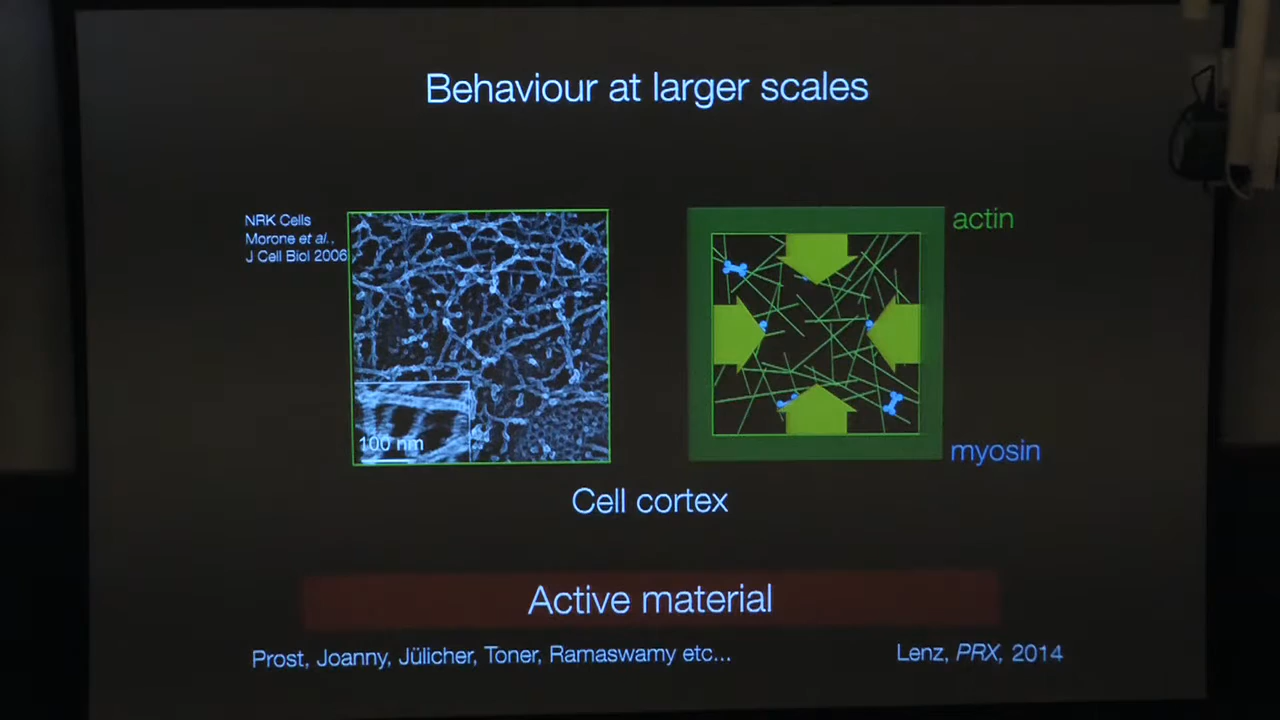 Behaviour at larger scales
NRK Cells
Morone et al.,
J Cell Biol 2006
100 nm
actin
myosin
Cell cortex
Active material
Prost, Joanny, Jülicher, Toner, Ramaswamy etc...
Lenz, PRX, 2014